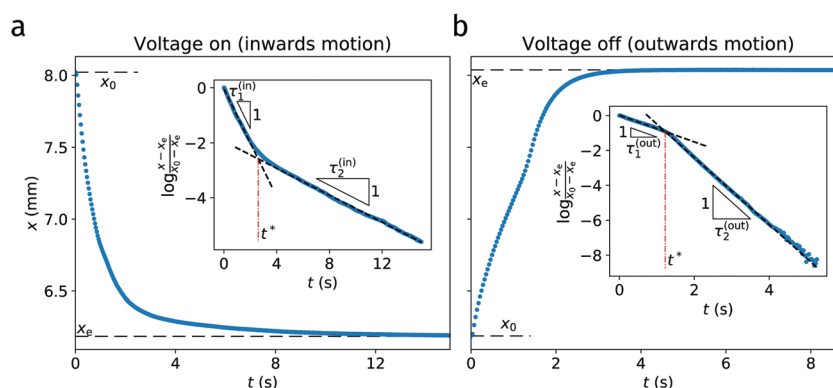 a
Voltage on (inwards motion)
8.0
7.5
7.0
6.5
x (mm)
x₀
xₑ
0
4
8
12
t (s)
0
−2
−4
log (x − xₑ)/(x₀ − xₑ)
τ₁⁽ⁱⁿ⁾
1
τ₂⁽ⁱⁿ⁾
1
t*
0
4
8
12
t (s)
b
Voltage off (outwards motion)
xₑ
x₀
0
2
4
6
8
t (s)
0
−2
−4
−6
−8
log (x − xₑ)/(x₀ − xₑ)
1
τ₁⁽ᵒᵘᵗ⁾
1
τ₂⁽ᵒᵘᵗ⁾
t*
0
2
4
t (s)